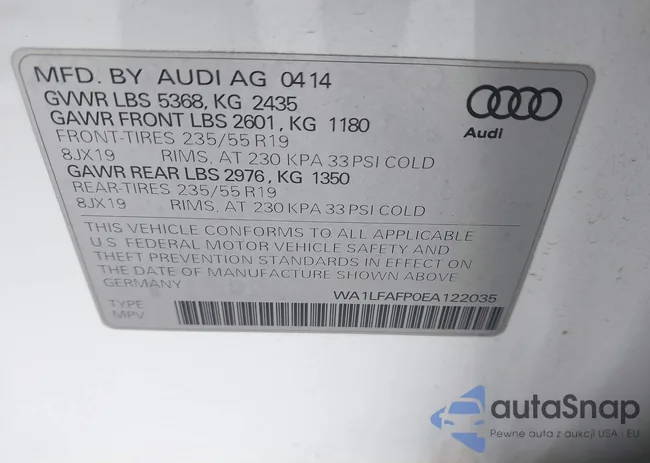 MFD. BY AUDI AG 0414
GVWR LBS 5368, KG 2435
GAWR FRONT LBS 2601, KG 1180
FRONT-TIRES 235/55 R19
8JX19 RIMS, AT 230 KPA 33 PSI COLD
GAWR REAR LBS 2976, KG 1350
REAR-TIRES 235/55 R19
8JX19 RIMS, AT 230 KPA 33 PSI COLD
Audi
THIS VEHICLE CONFORMS TO ALL APPLICABLE
U.S. FEDERAL MOTOR VEHICLE SAFETY AND
THEFT PREVENTION STANDARDS IN EFFECT ON
THE DATE OF MANUFACTURE SHOWN ABOVE
GERMANY
WA1LFAFP0EA122035
TYPE
MPV
autaSnap
Pewne auta z aukcji USA i EU